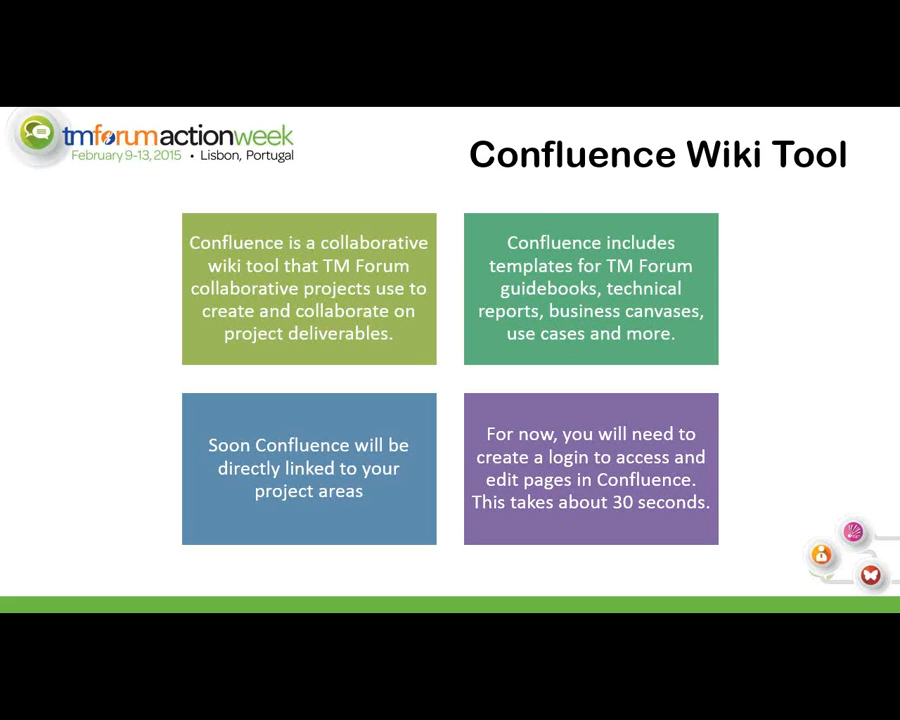 tmforumactionweek
February 9-13, 2015 • Lisbon, Portugal
Confluence Wiki Tool
Confluence is a collaborative
wiki tool that TM Forum
collaborative projects use to
create and collaborate on
project deliverables.
Confluence includes
templates for TM Forum
guidebooks, technical
reports, business canvases,
use cases and more.
Soon Confluence will be
directly linked to your
project areas
For now, you will need to
create a login to access and
edit pages in Confluence.
This takes about 30 seconds.